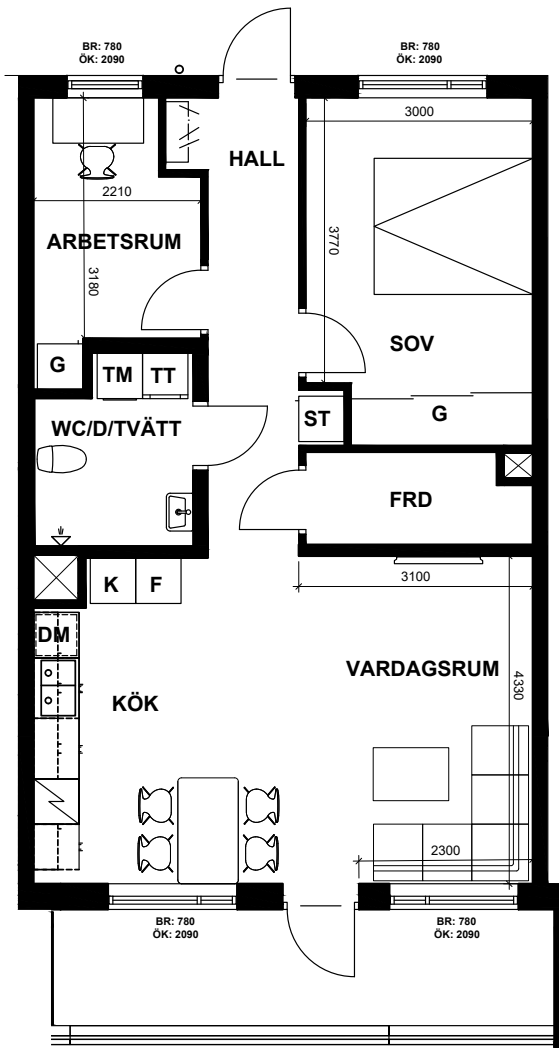 BR: 780
ÖK: 2090
BR: 780
ÖK: 2090
3000
HALL
2210
ARBETSRUM
3180
3770
SOV
G
TM
TT
G
ST
WC/D/TVÄTT
FRD
K
F
3100
DM
VARDAGSRUM
4330
KÖK
2300
BR: 780
ÖK: 2090
BR: 780
ÖK: 2090